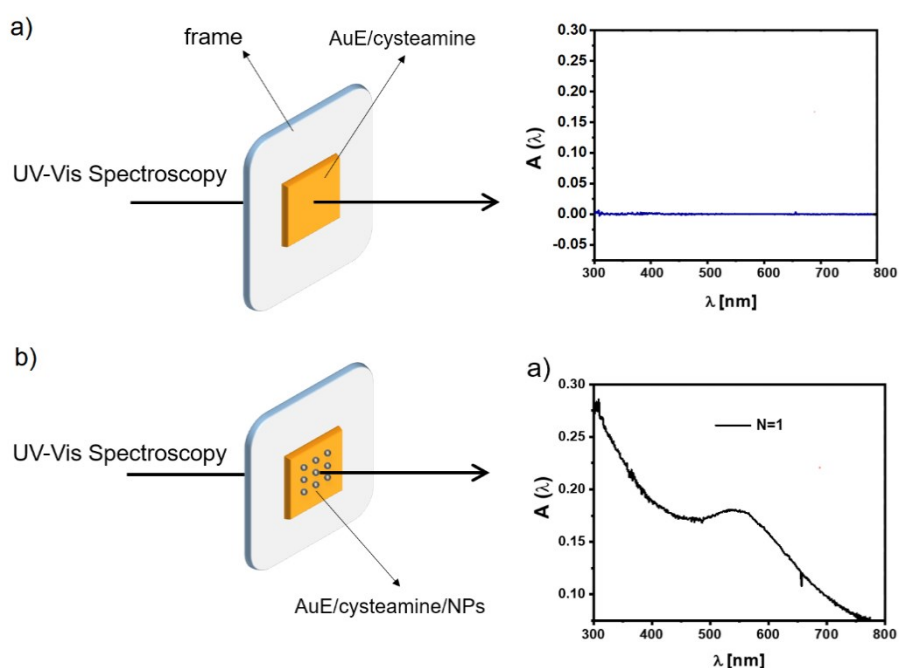 a)
frame
AuE/cysteamine
UV-Vis Spectroscopy
A (λ)
0.30
0.25
0.20
0.15
0.10
0.05
0.00
-0.05
300 400 500 600 700 800
λ [nm]
b)
UV-Vis Spectroscopy
AuE/cysteamine/NPs
a)
N=1
A (λ)
0.30
0.25
0.20
0.15
0.10
300 400 500 600 700 800
λ [nm]